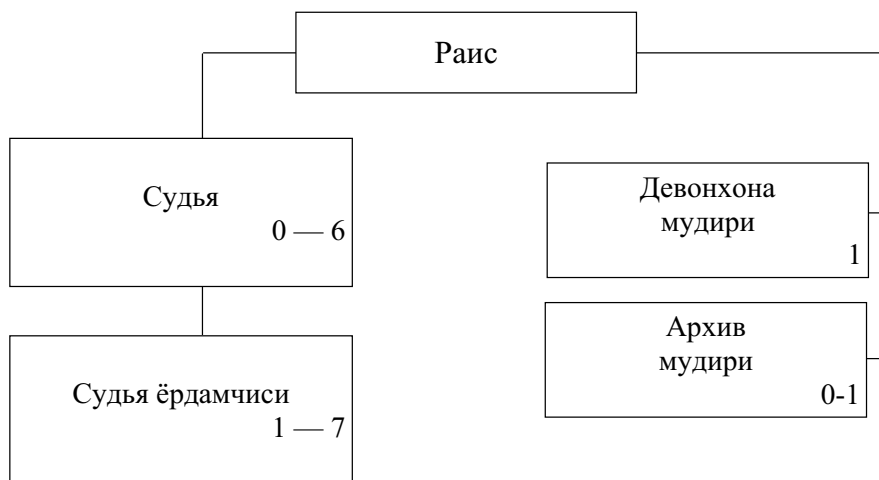 Раис
Судья
0 — 6
Девонхона
мудири
1
Судья ёрдамчиси
1 — 7
Архив
мудири
0-1